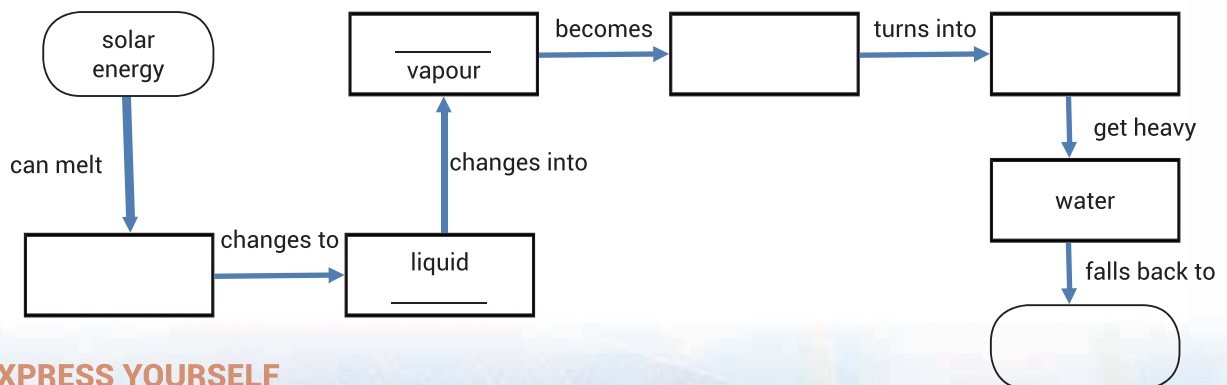 solar
energy
can melt
changes to
liquid
changes into
vapour
becomes
turns into
get heavy
water
falls back to
XPRESS YOURSELF